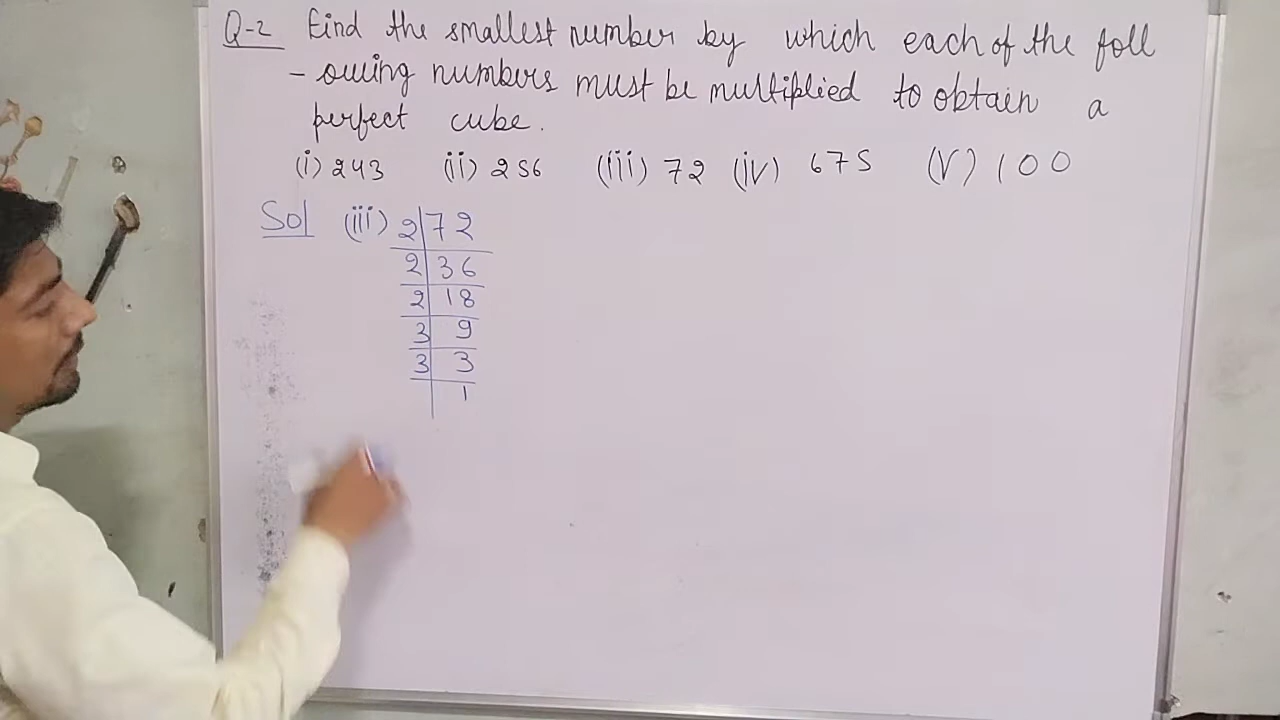 Q-2 Find the smallest number by which each of the foll
- owing numbers must be multiplied to obtain a
perfect cube.
(i) 243 (ii) 256 (iii) 72 (iv) 675 (V) 100
Sol (iii) 2 72
2 36
2 18
3 9
3 3
1